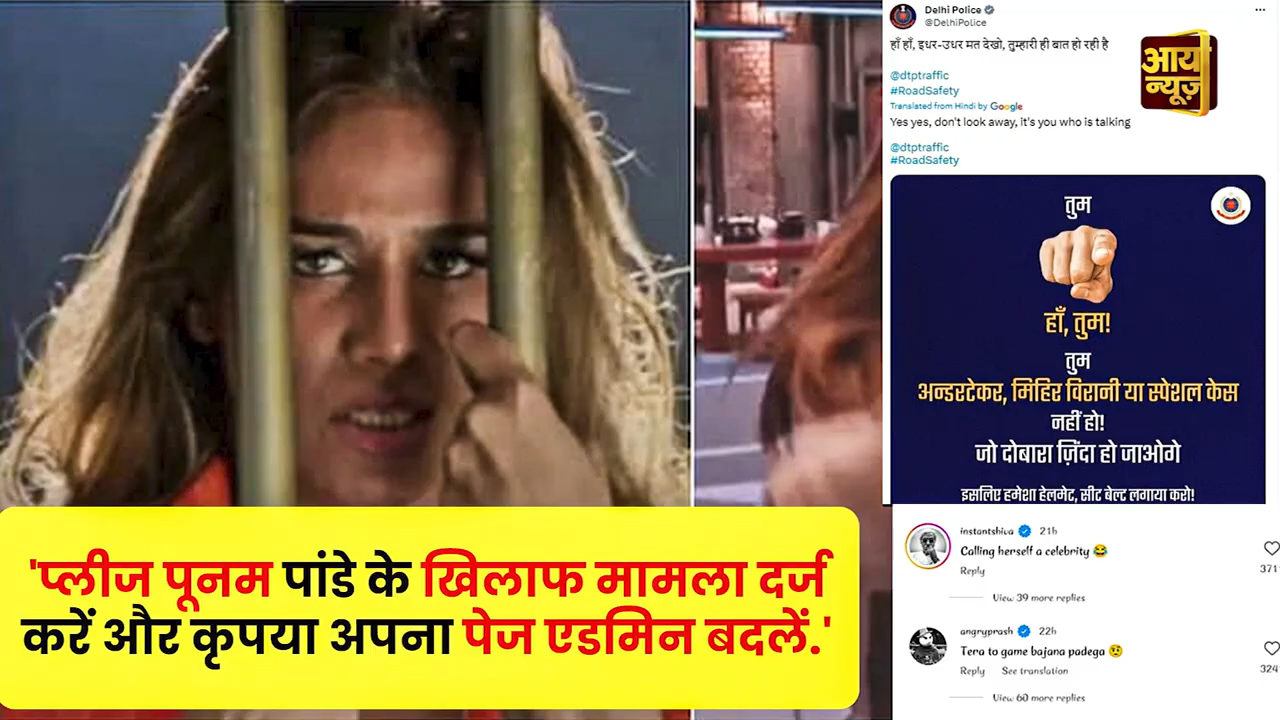 'प्लीज पूनम पांडे के खिलाफ मामला दर्ज
करें और कृपया अपना पेज एडमिन बदलें.'
Delhi Police
@DelhiPolice
हाँ हाँ, इधर-उधर मत देखो, तुम्हारी ही बात हो रही है
@dtptraffic
#RoadSafety
Translated from Hindi by Google
Yes yes, don't look away, it's you who is talking
@dtptraffic
#RoadSafety
आर्य
न्यूज़
तुम
हाँ, तुम!
तुम
अन्डरटेकर, मिहिर विरानी या स्पेशल केस
नहीं हो!
जो दोबारा ज़िंदा हो जाओगे
इसलिए हमेशा हेलमेट, सीट बेल्ट लगाया करो!
instantshiva 21h
Calling herself a celebrity 😂
Reply
371
View 39 more replies
angryprash 22h
Tera to game bajana padega 🤨
Reply See translation
324
View 60 more replies